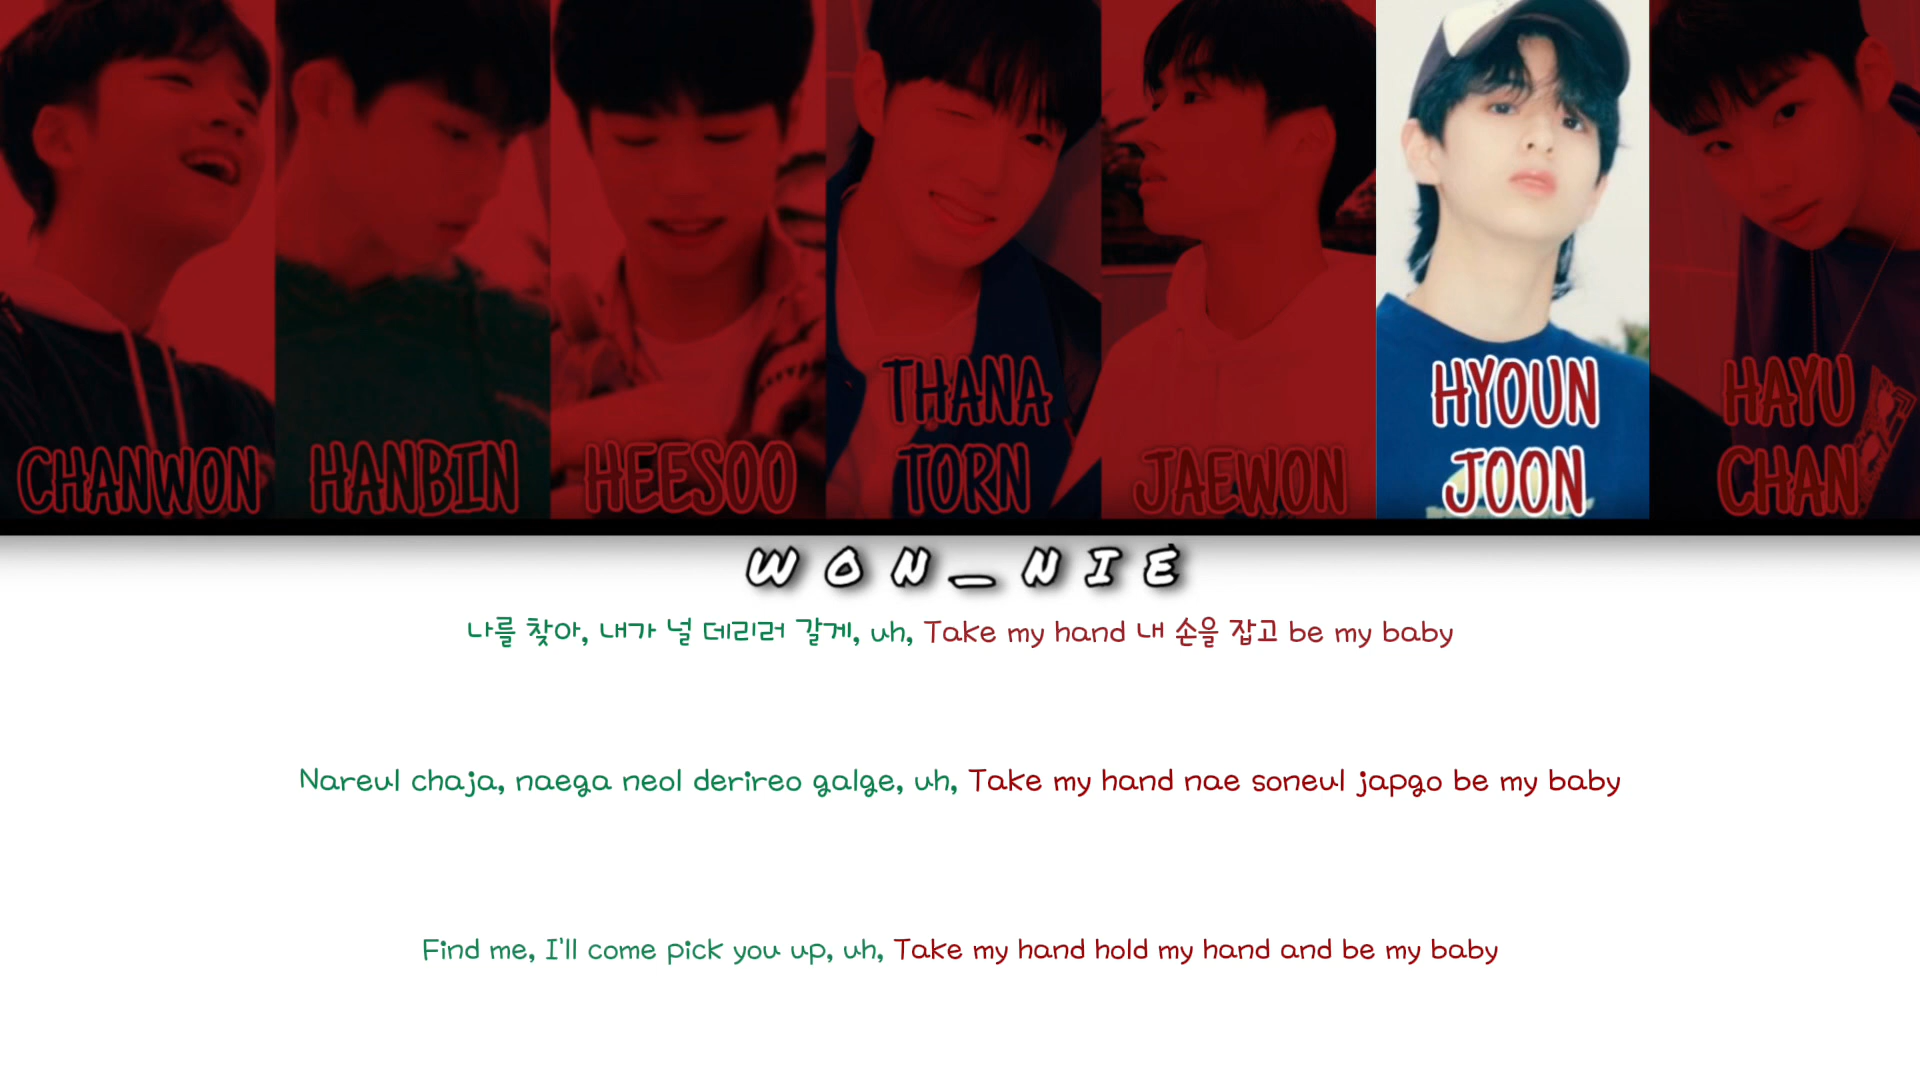 CHANWON
HANBIN
HEESOO
THANA
TORN
JAEWON
HYOUN
JOON
HAYU
CHAN
WON_NIE
나를 찾아, 내가 널 데리러 갈게, uh, Take my hand 내 손을 잡고 be my baby
Nareul chaja, naega neol derireo galge, uh, Take my hand nae soneul japgo be my baby
Find me, I'll come pick you up, uh, Take my hand hold my hand and be my baby